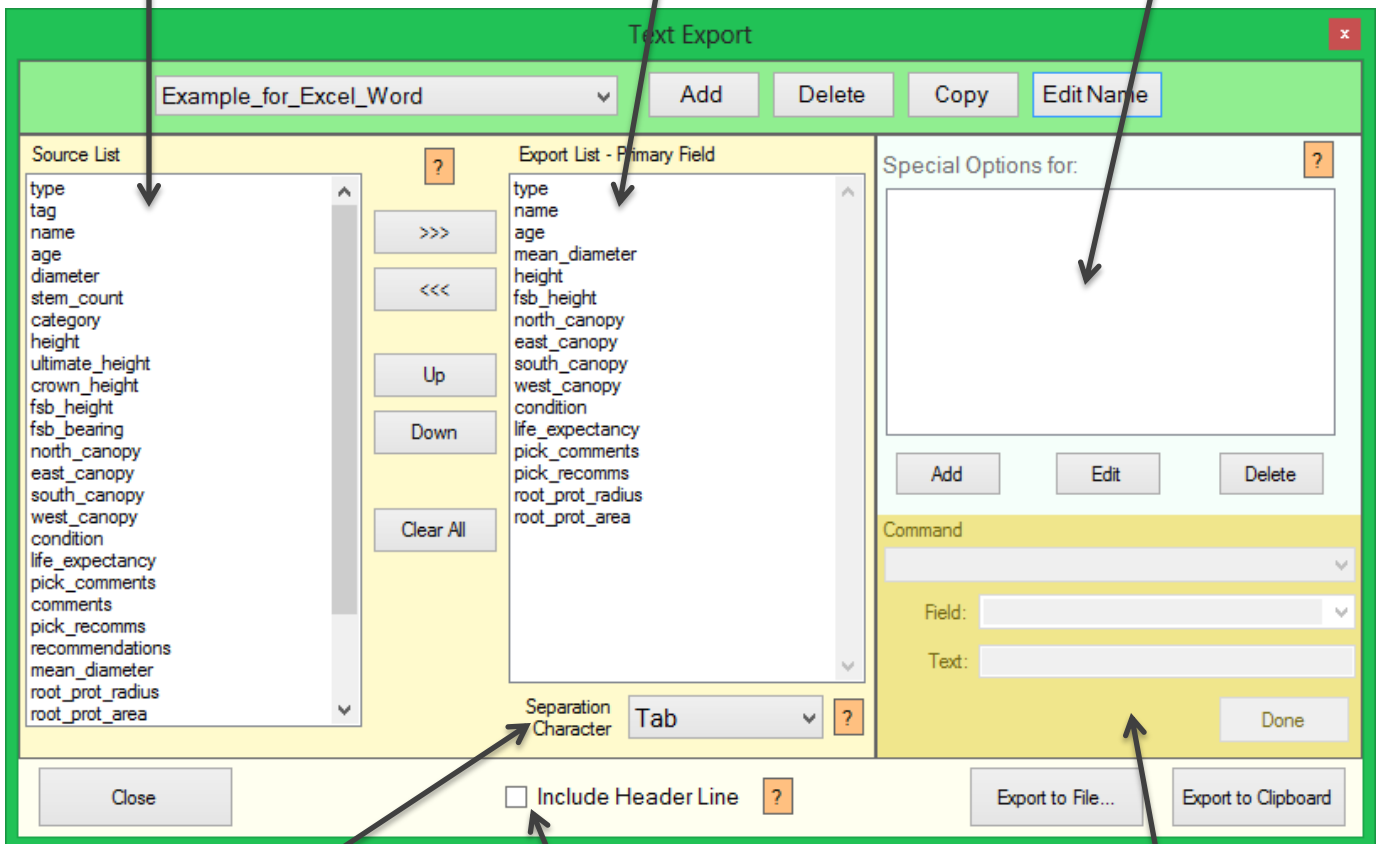 Text Export
x
Example_for_Excel_Word
Add
Delete
Copy
Edit Name
Source List
?
type
tag
name
age
diameter
stem_count
category
height
ultimate_height
crown_height
fsb_height
fsb_bearing
north_canopy
east_canopy
south_canopy
west_canopy
condition
life_expectancy
pick_comments
comments
pick_recomms
recommendations
mean_diameter
root_prot_radius
root_prot_area
>>>
<<<
Up
Down
Clear All
Export List - Primary Field
type
name
age
mean_diameter
height
fsb_height
north_canopy
east_canopy
south_canopy
west_canopy
condition
life_expectancy
pick_comments
pick_recomms
root_prot_radius
root_prot_area
Separation
Character
Tab
?
Special Options for:
?
Add
Edit
Delete
Command
Field:
Text:
Done
Close
Include Header Line
?
Export to File...
Export to Clipboard